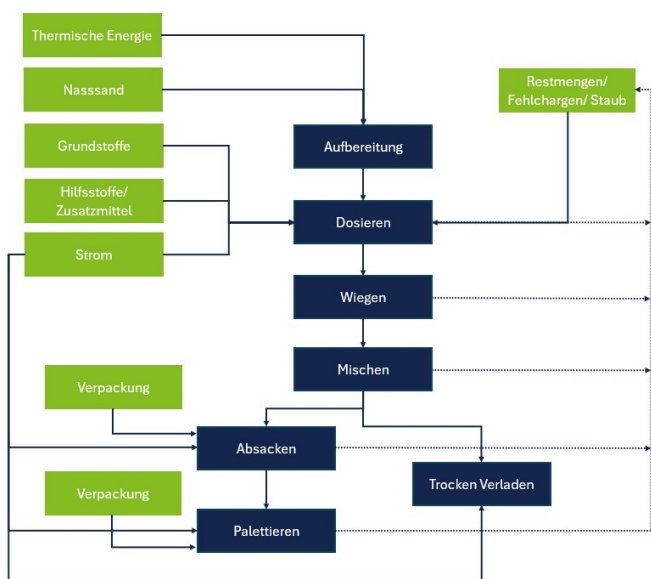 Thermische Energie
Nasssand
Restmengen/
Fehlchargen/ Staub
Grundstoffe
Aufbereitung
Hilfsstoffe/
Zusatzmittel
Dosieren
Strom
Wiegen
Mischen
Verpackung
Absacken
Verpackung
Trocken Verladen
Palettieren